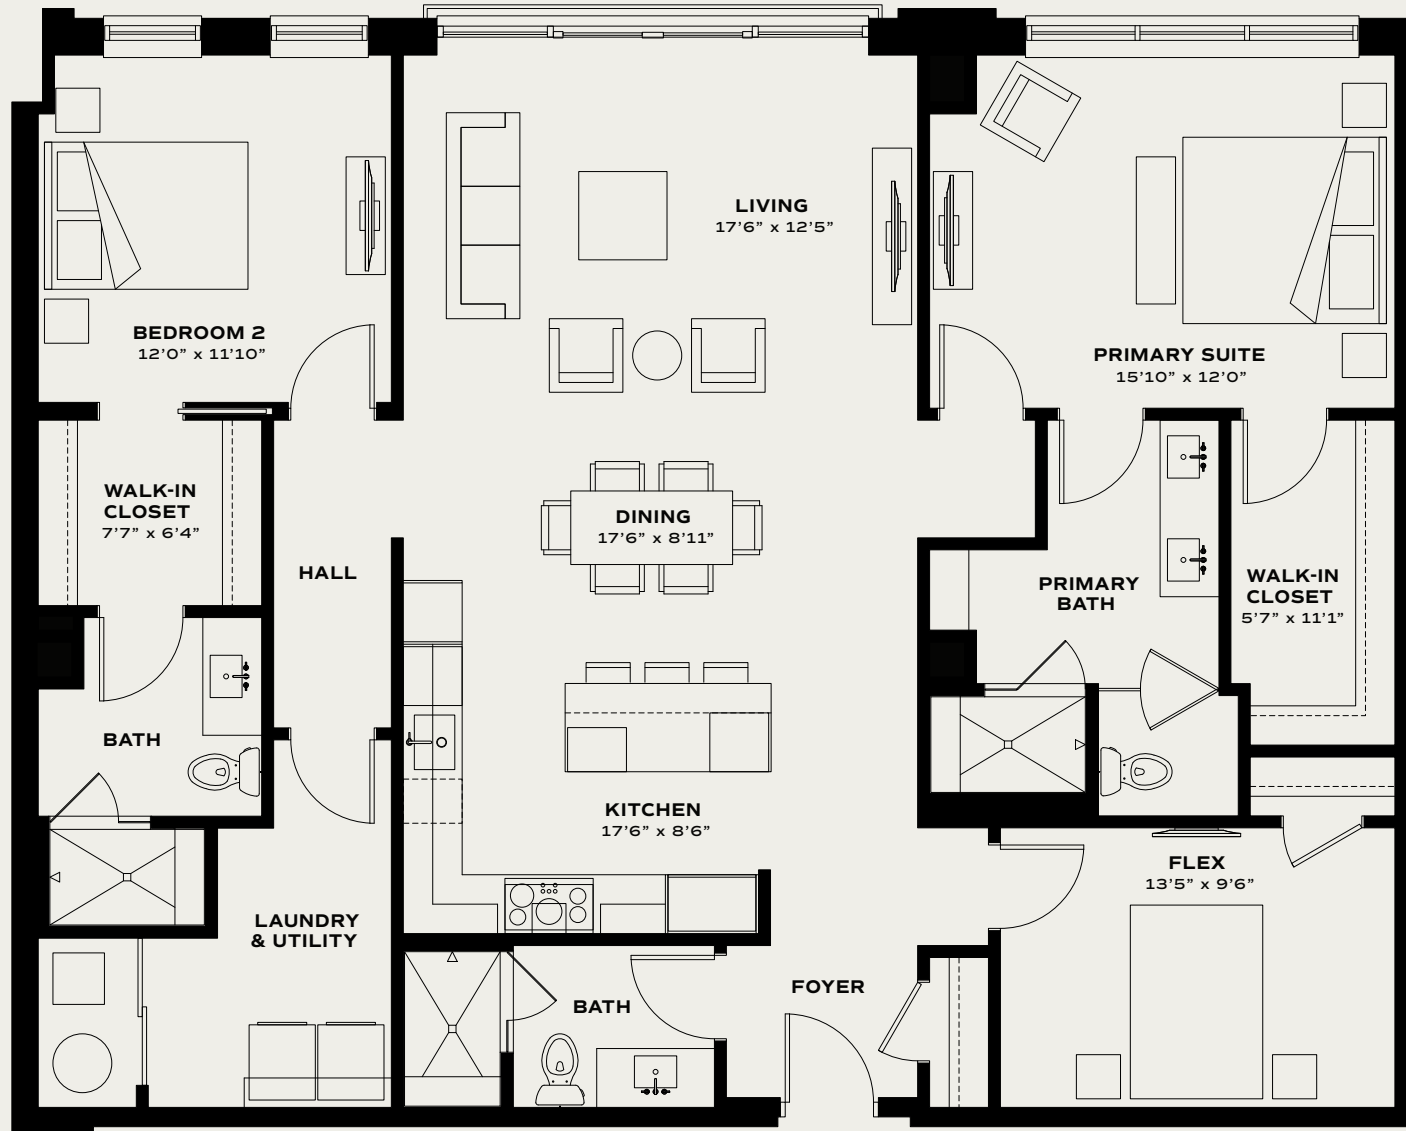 LIVING
17’6” x 12’5”
BEDROOM 2
12’0” x 11’10”
PRIMARY SUITE
15’10” x 12’0”
WALK-IN
CLOSET
7’7” x 6’4”
DINING
17’6” x 8’11”
HALL
PRIMARY
BATH
WALK-IN
CLOSET
5’7” x 11’1”
BATH
KITCHEN
17’6” x 8’6”
FLEX
13’5” x 9’6”
LAUNDRY
& UTILITY
BATH
FOYER